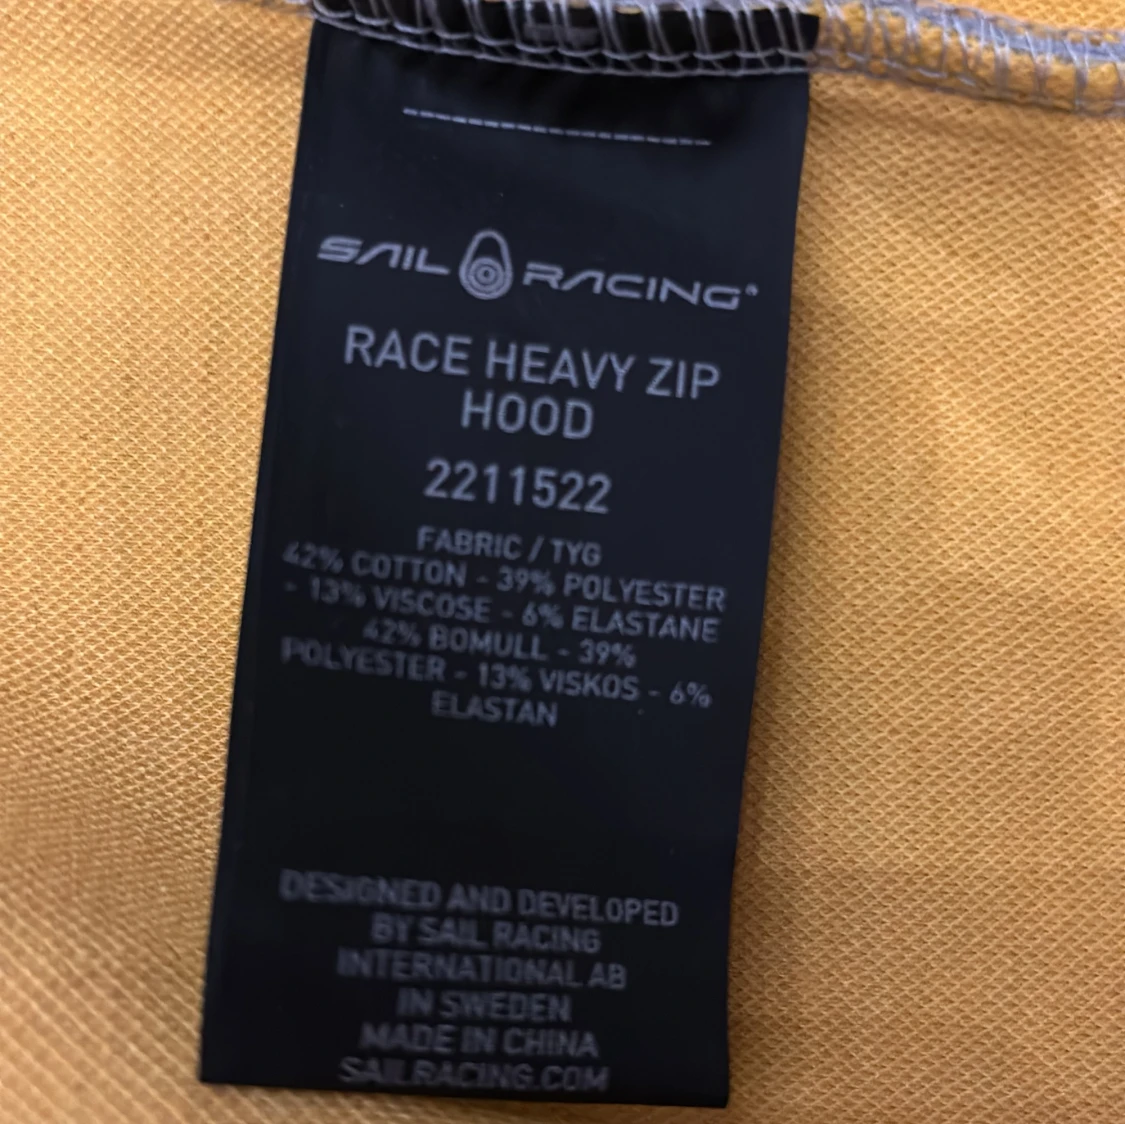 SAIL RACING®
RACE HEAVY ZIP
HOOD
2211522
FABRIC / TYG
42% COTTON - 39% POLYESTER
- 13% VISCOSE - 6% ELASTANE
42% BOMULL - 39%
POLYESTER - 13% VISKOS - 6%
ELASTAN
DESIGNED AND DEVELOPED
BY SAIL RACING
INTERNATIONAL AB
IN SWEDEN
MADE IN CHINA
SAILRACING.COM